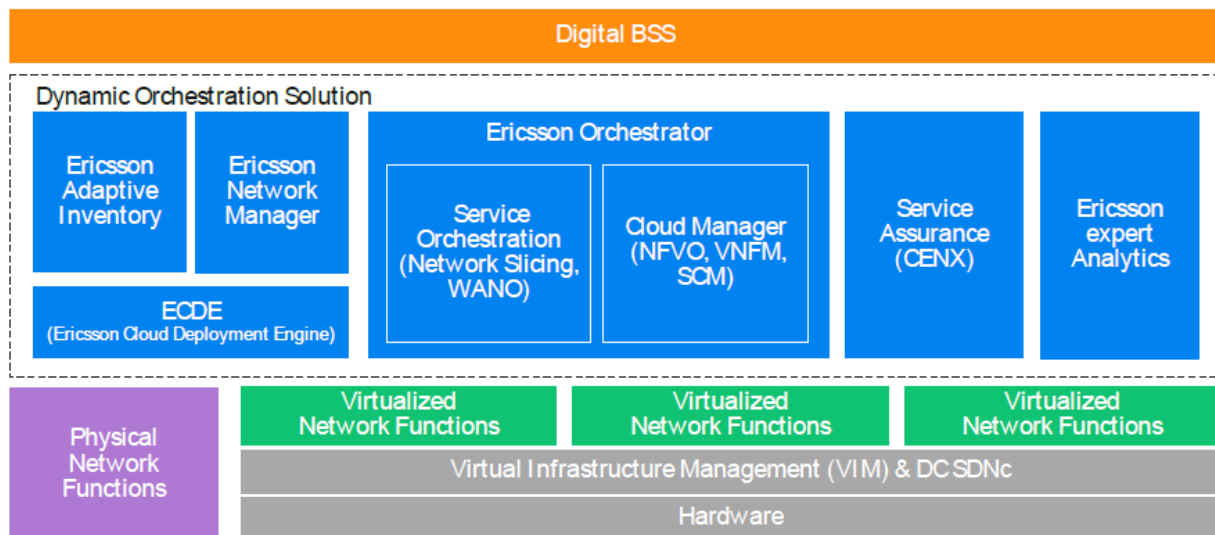 Digital BSS
Dynamic Orchestration Solution
Ericsson
Adaptive
Inventory
Ericsson
Network
Manager
ECDE
(Ericsson Cloud Deployment Engine)
Ericsson Orchestrator
Service
Orchestration
(Network Slicing,
WANO)
Cloud Manager
(NFVO, VNFM,
SCM)
Service
Assurance
(CENX)
Ericsson
expert
Analytics
Physical
Network
Functions
Virtualized
Network Functions
Virtualized
Network Functions
Virtualized
Network Functions
Virtual Infrastructure Management (VIM) & DC SDNc
Hardware